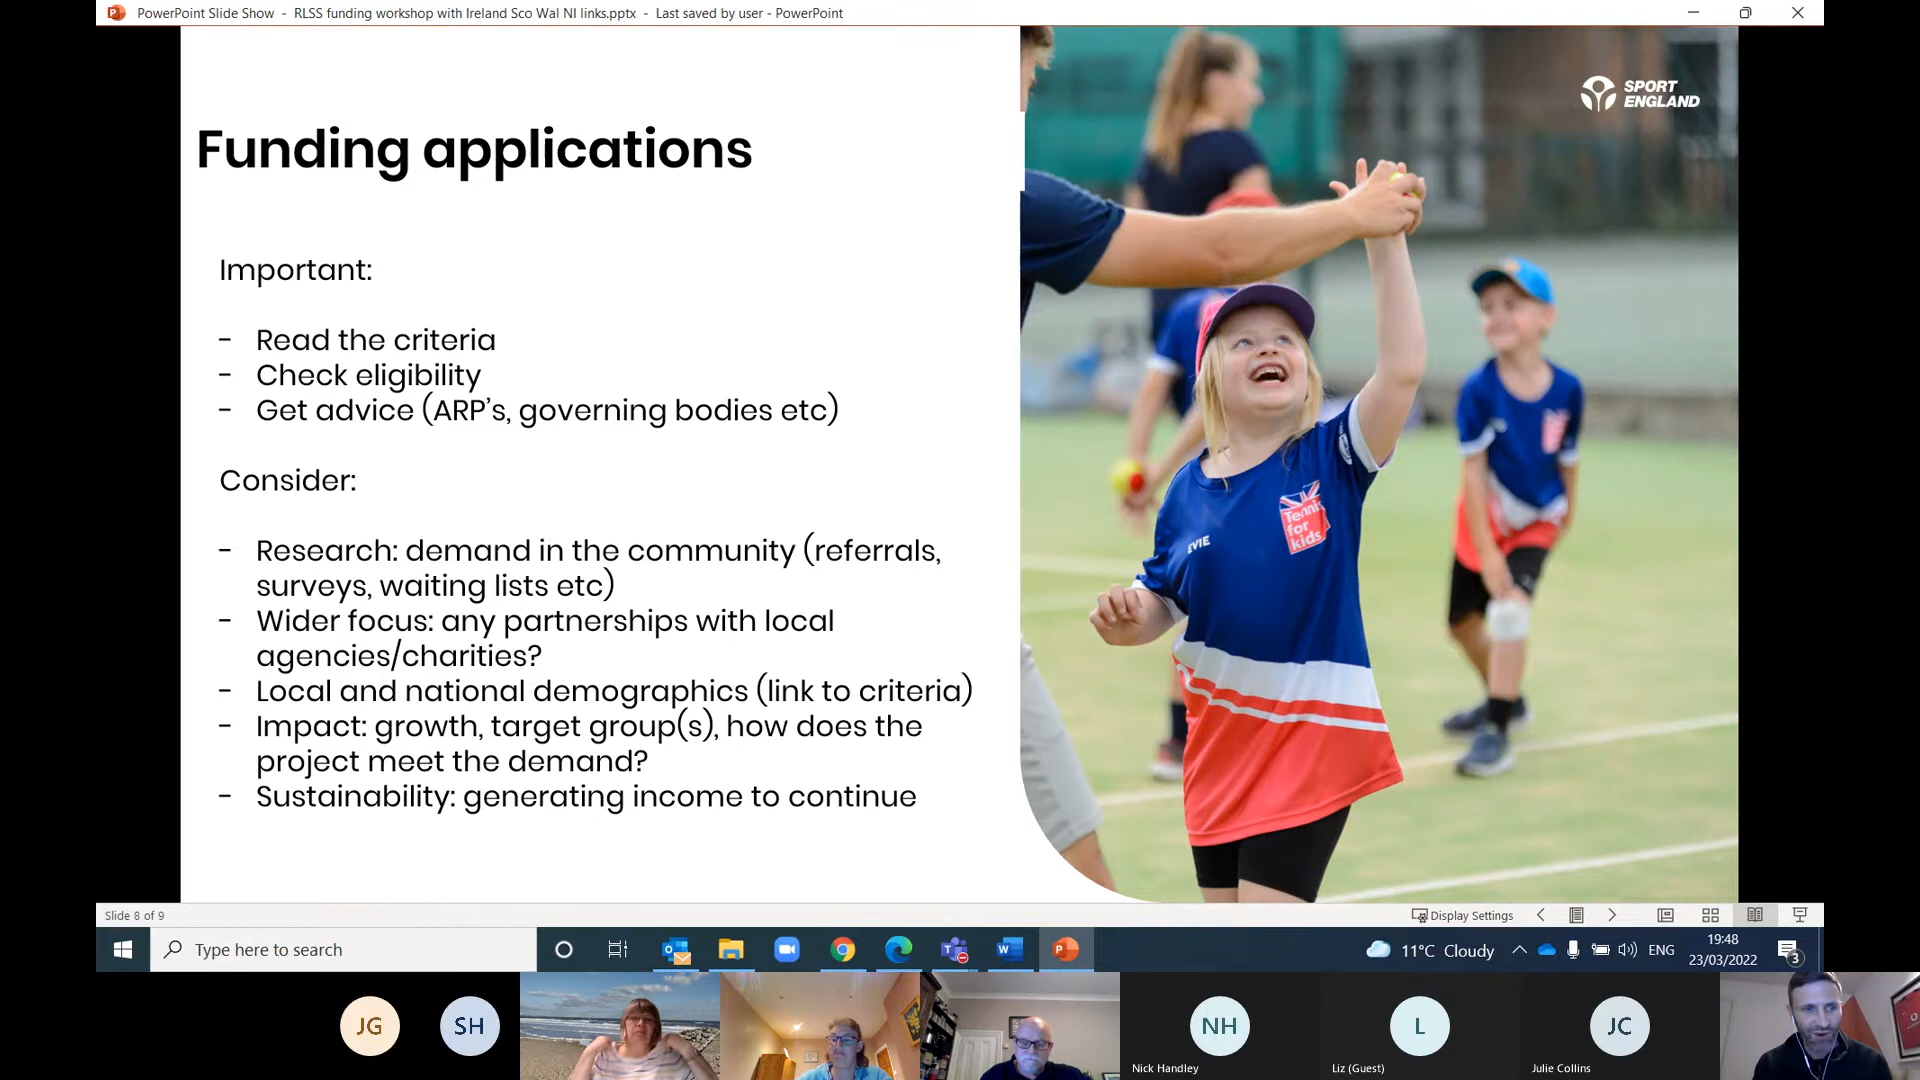 PowerPoint Slide Show - RLSS funding workshop with Ireland Sco Wal NI links.pptx - Last saved by user - PowerPoint
SPORT
ENGLAND
Funding applications
Important:
- Read the criteria
- Check eligibility
- Get advice (ARP's, governing bodies etc)
Consider:
- Research: demand in the community (referrals,
surveys, waiting lists etc)
- Wider focus: any partnerships with local
agencies/charities?
- Local and national demographics (link to criteria)
- Impact: growth, target group(s), how does the
project meet the demand?
- Sustainability: generating income to continue
EVIE
Tennis
for
kids
Slide 8 of 9
Display Settings
Type here to search
11°C Cloudy
ENG
19:48
23/03/2022
3
JG
SH
NH
Nick Handley
L
Liz (Guest)
JC
Julie Collins